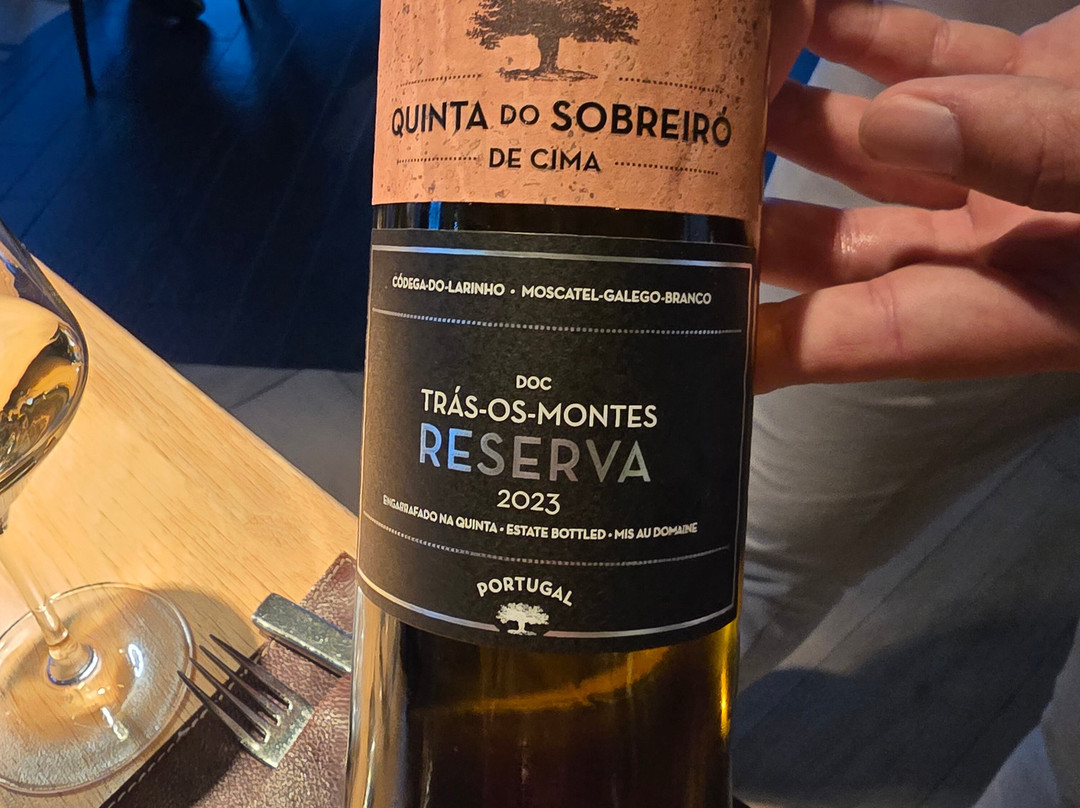 QUINTA DO SOBREIRÓ
DE CIMA
CÓDEGA-DO-LARINHO • MOSCATEL-GALEGO-BRANCO
DOC
TRÁS-OS-MONTES
RESERVA
2023
ENGARRAFADO NA QUINTA • ESTATE BOTTLED • MIS AU DOMAINE
PORTUGAL